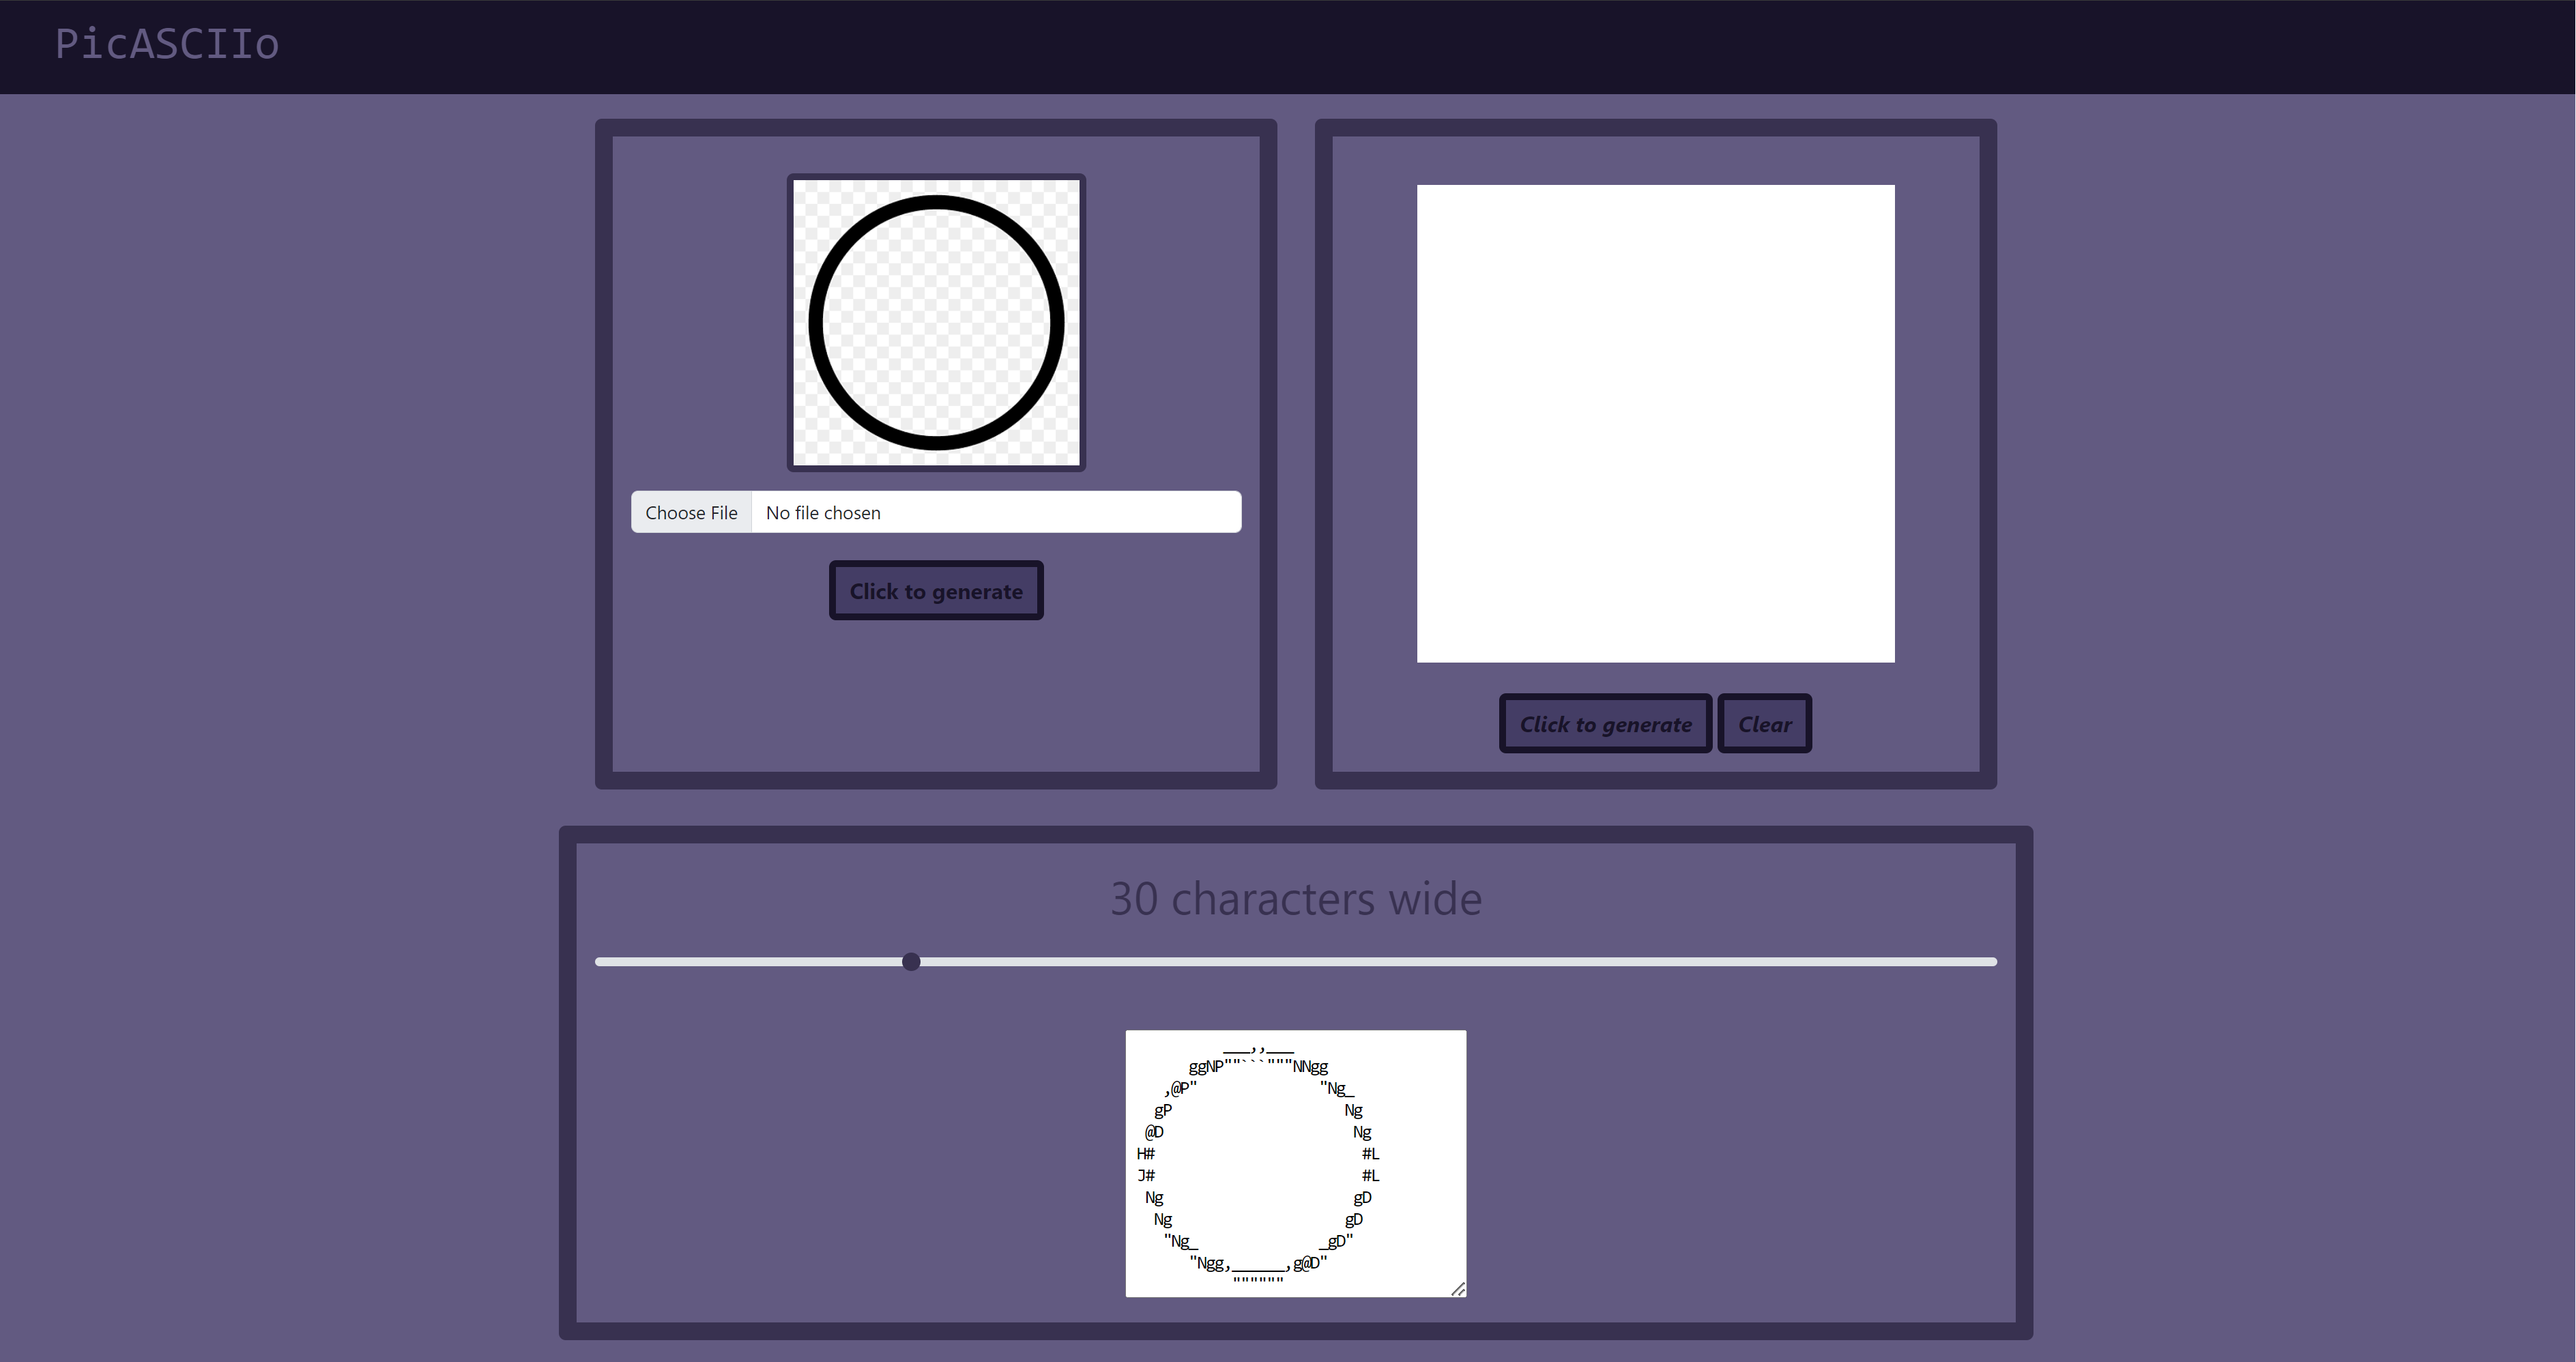 PicASCIIo
Choose File No file chosen
Click to generate
Click to generate Clear
30 characters wide
          ___,,___
      ggNP""```"""NNgg
   ,@P"              "Ng_
  gP                    Ng
 @D                      Ng
H#                        #L
J#                        #L
 Ng                      gD
  Ng                    gD
   "Ng_              _gD"
      "Ngg,______,g@D"
           """"""